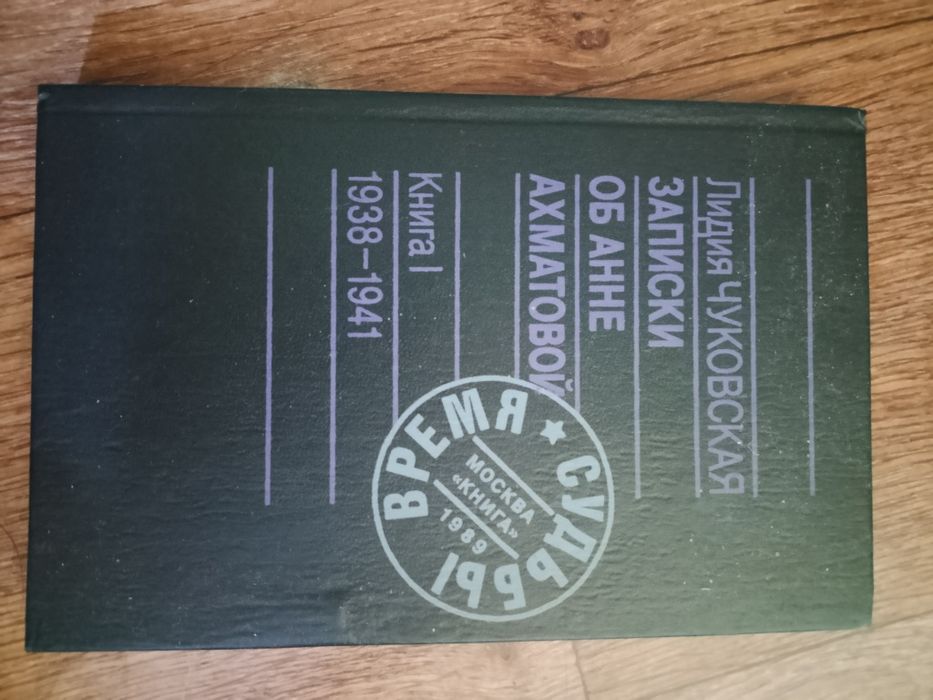 Лидия ЧУКОВСКАЯ
ЗАПИСКИ
ОБ АННЕ
АХМАТОВОЙ
Книга I
1938–1941
ВРЕМЯ ★ СУДЬБЫ
МОСКВА
«КНИГА»
1989